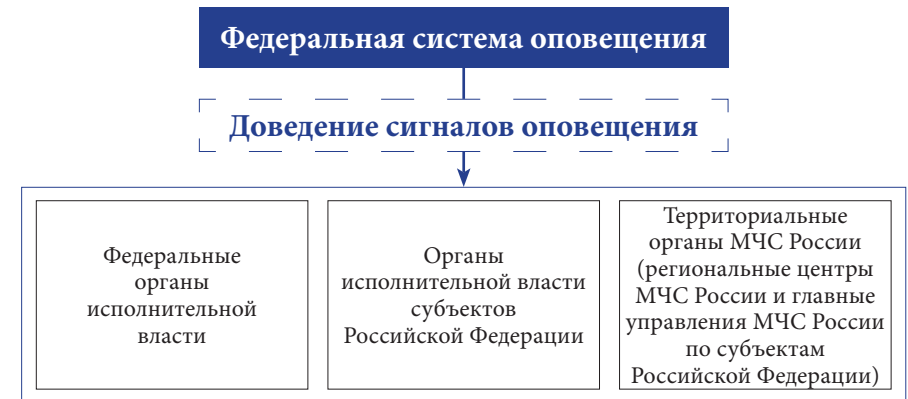 Федеральная система оповещения
Доведение сигналов оповещения
Федеральные
органы
исполнительной
власти
Органы
исполнительной власти
субъектов
Российской Федерации
Территориальные
органы МЧС России
(региональные центры
МЧС России и главные
управления МЧС России
по субъектам
Российской Федерации)